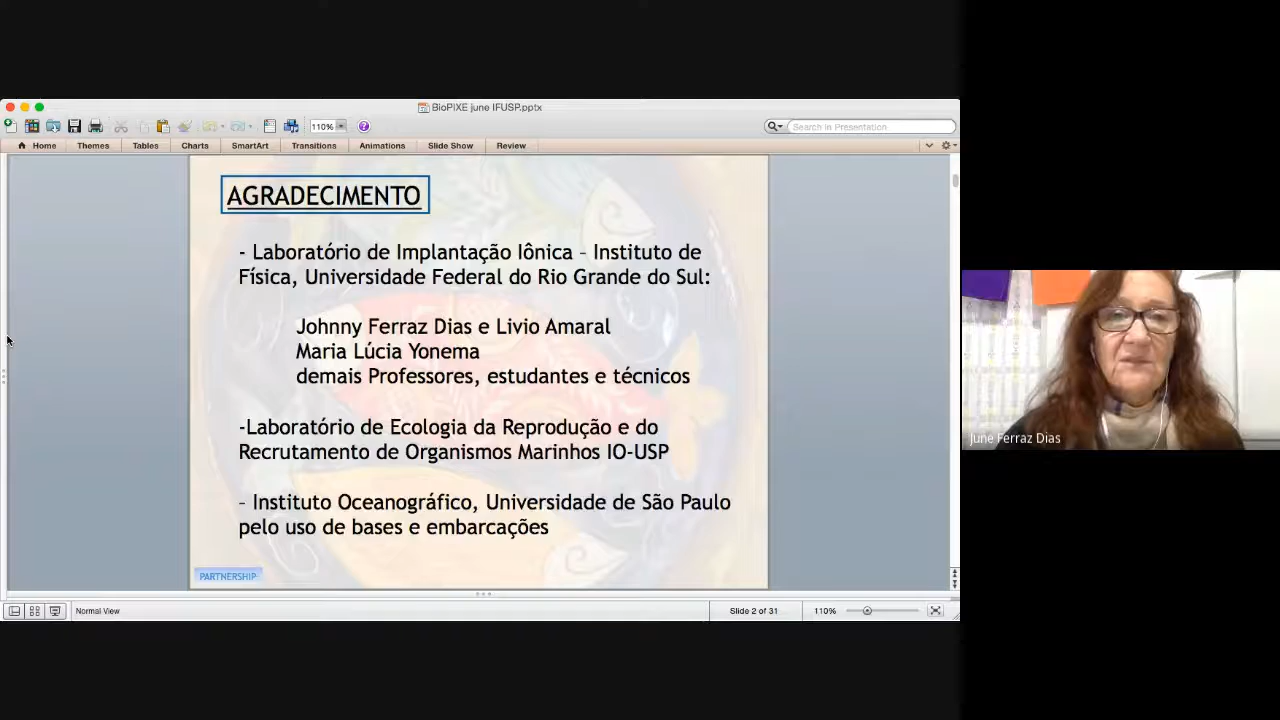 BioPIXE june IFUSP.pptx
110%
Search in Presentation
Home Themes Tables Charts SmartArt Transitions Animations Slide Show Review
AGRADECIMENTO
- Laboratório de Implantação Iônica – Instituto de
Física, Universidade Federal do Rio Grande do Sul:
Johnny Ferraz Dias e Livio Amaral
Maria Lúcia Yonema
demais Professores, estudantes e técnicos
-Laboratório de Ecologia da Reprodução e do
Recrutamento de Organismos Marinhos IO-USP
– Instituto Oceanográfico, Universidade de São Paulo
pelo uso de bases e embarcações
PARTNERSHIP
Normal View Slide 2 of 31 110%
June Ferraz Dias